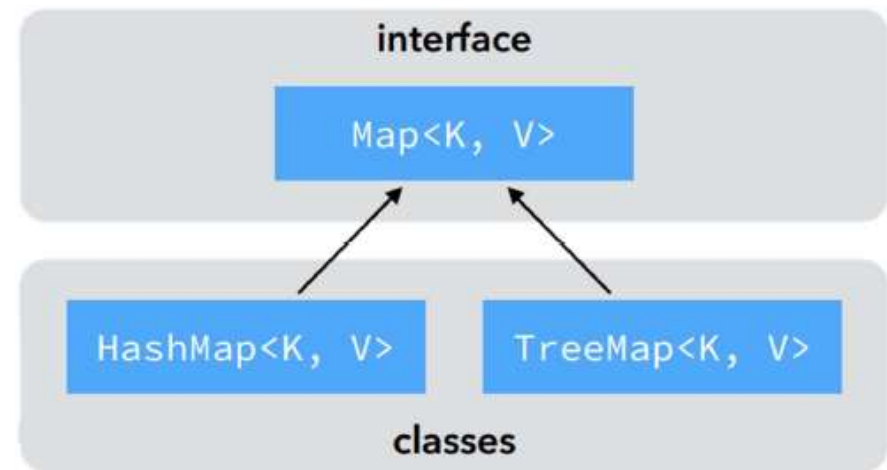 interface
Map<K, V>
HashMap<K, V>
TreeMap<K, V>
classes